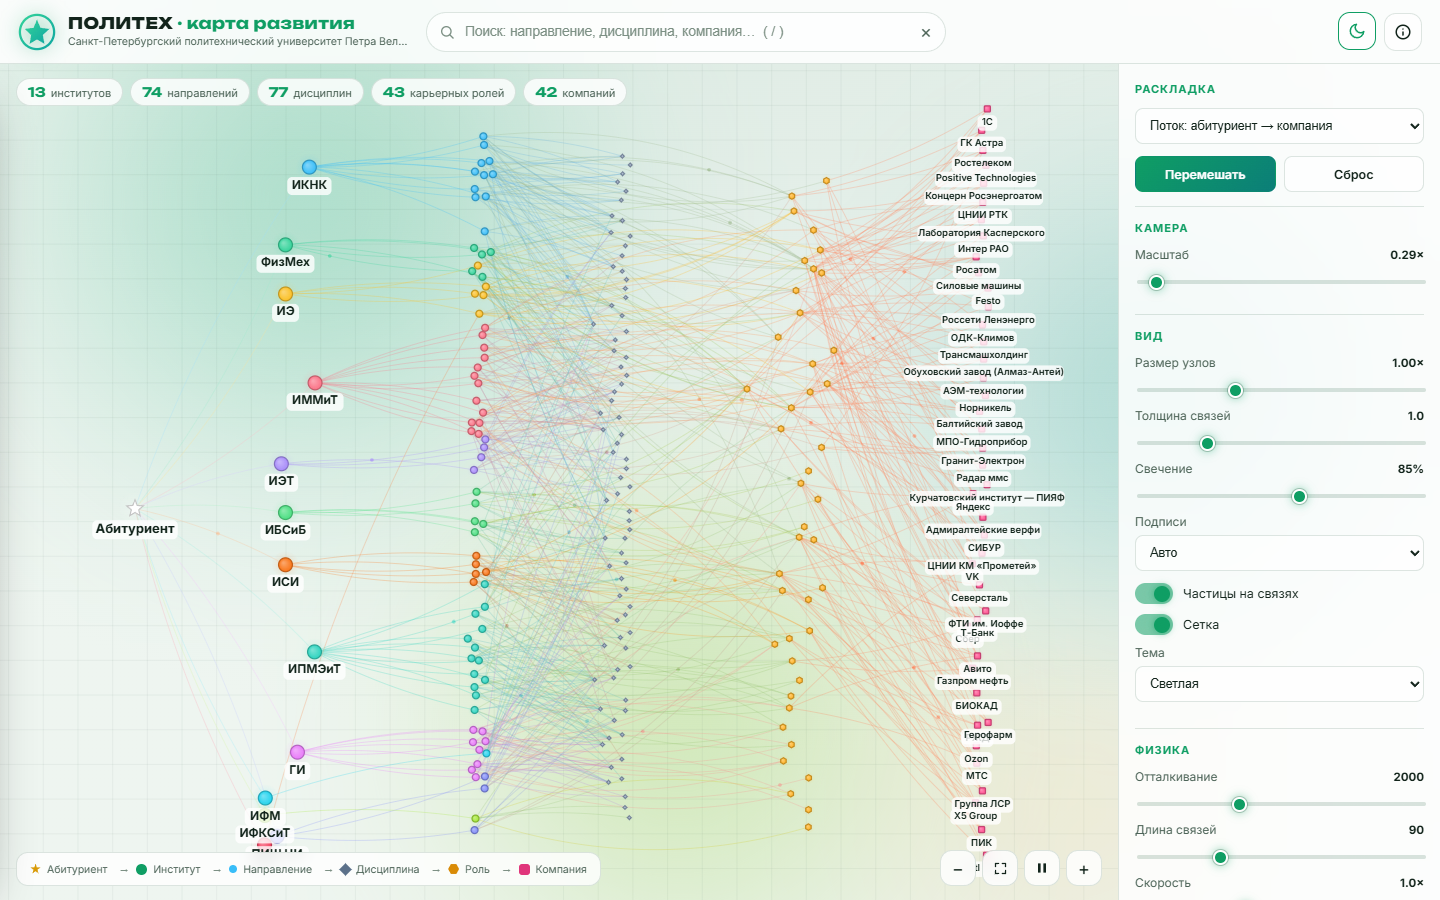 ПОЛИТЕХ · карта развития
Санкт-Петербургский политехнический университет Петра Вел...
Поиск: направление, дисциплина, компания... ( / )
13 институтов
74 направлений
77 дисциплин
43 карьерных ролей
42 компаний
ИКНК
ФизМех
ИЭ
ИММиТ
ИЭТ
Абитуриент
ИБСиБ
ИСИ
ИПМЭиТ
ГИ
ИФМ
ИФКСиТ
1С
ГК Астра
Ростелеком
Positive Technologies
Концерн Росэнергоатом
ЦНИИ РТК
Лаборатория Касперского
Интер РАО
Росатом
Силовые машины
Festo
Россети Ленэнерго
ОДК-Климов
Трансмашхолдинг
Обуховский завод (Алмаз-Антей)
АЭМ-технологии
Норникель
Балтийский завод
МПО-Гидроприбор
Гранит-Электрон
Радар ммс
Курчатовский институт — ПИЯФ
Яндекс
Адмиралтейские верфи
СИБУР
ЦНИИ КМ «Прометей»
VK
Северсталь
ФТИ им. Иоффе
Т-Банк
Авито
Газпром нефть
БИОКАД
Герофарм
Ozon
МТС
Группа ЛСР
X5 Group
ПИК
Абитуриент → Институт → Направление → Дисциплина → Роль → Компания
РАСКЛАДКА
Поток: абитуриент → компания
Перемешать
Сброс
КАМЕРА
Масштаб 0.29×
ВИД
Размер узлов 1.00×
Толщина связей 1.0
Свечение 85%
Подписи
Авто
Частицы на связях
Сетка
Тема
Светлая
ФИЗИКА
Отталкивание 2000
Длина связей 90
Скорость 1.0×